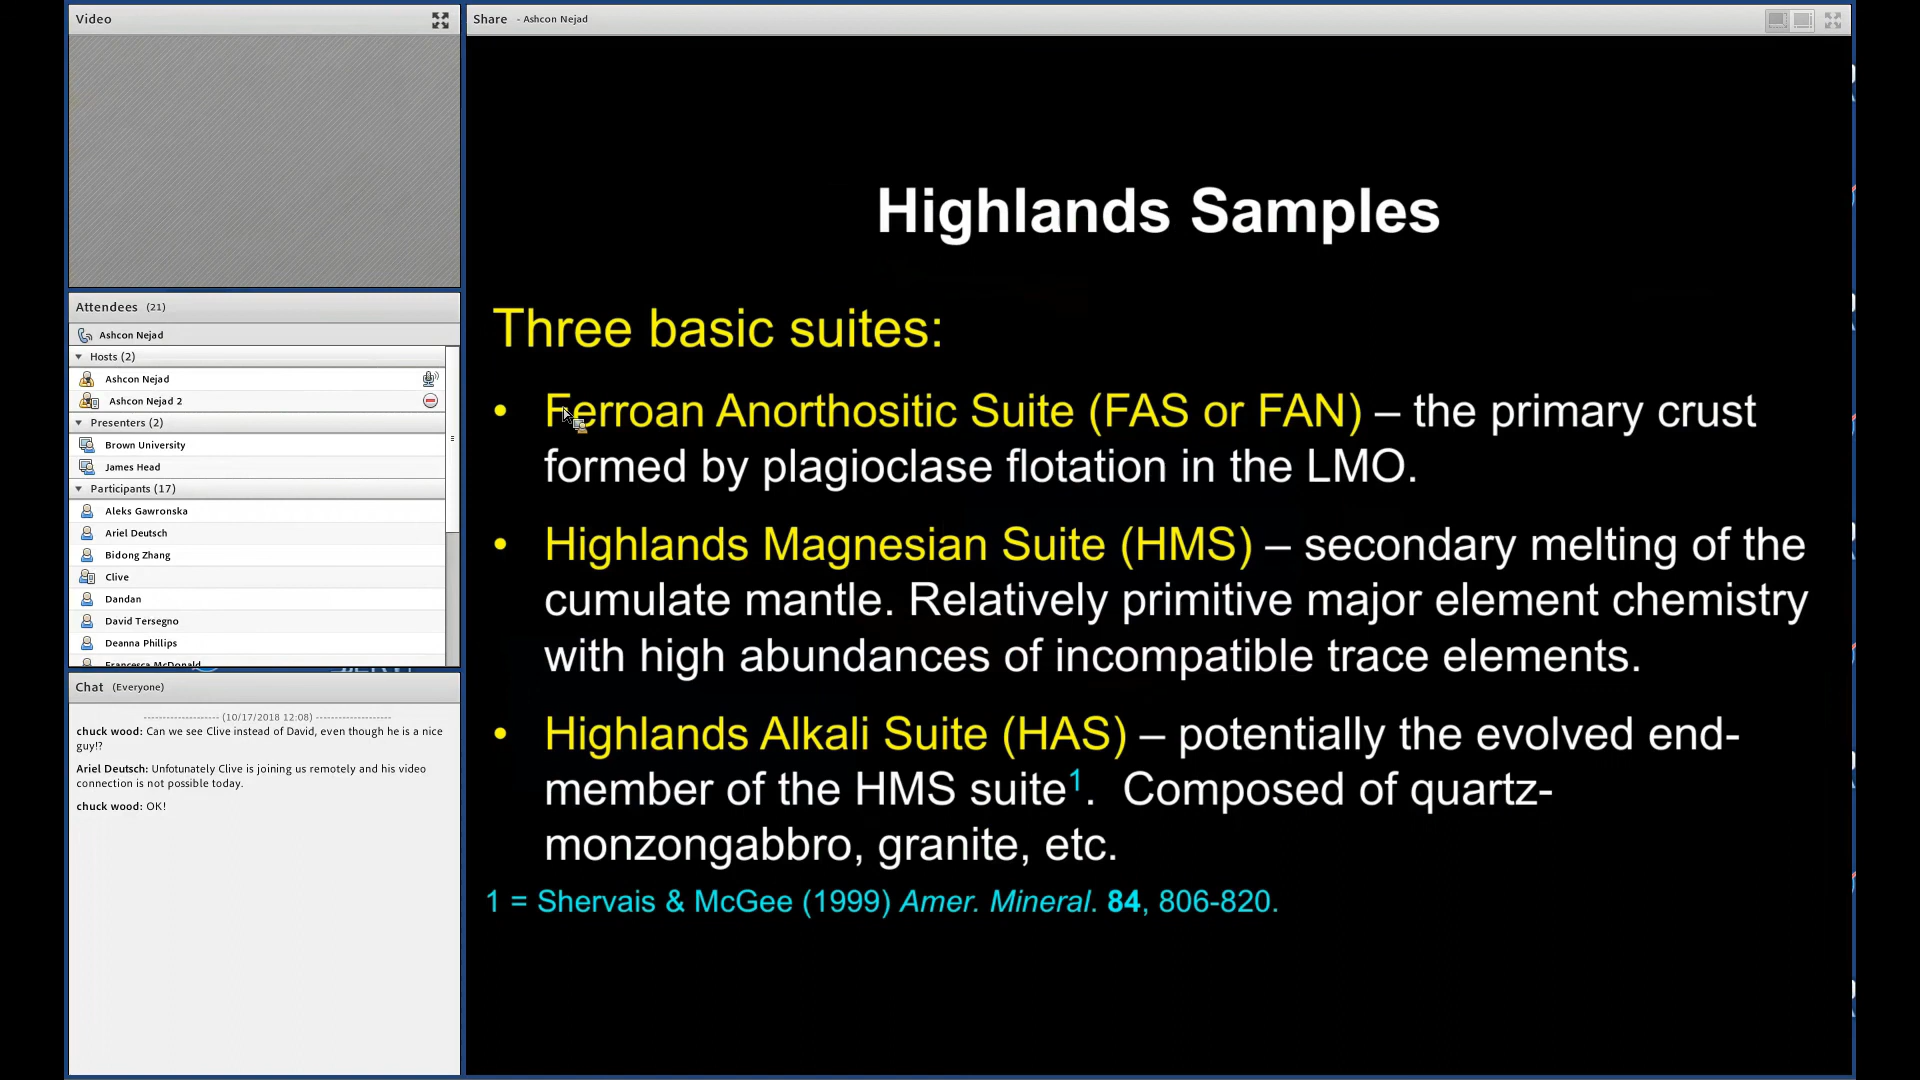 Video
Attendees (21)
Ashcon Nejad
Hosts (2)
Ashcon Nejad
Ashcon Nejad 2
Presenters (2)
Brown University
James Head
Participants (17)
Aleks Gawronska
Ariel Deutsch
Bidong Zhang
Clive
Dandan
David Tersegno
Deanna Phillips
Francesca McDonald
Chat (Everyone)
-------------------- (10/17/2018 12:08) --------------------
chuck wood: Can we see Clive instead of David, even though he is a nice
guy!?
Ariel Deutsch: Unfotunately Clive is joining us remotely and his video
connection is not possible today.
chuck wood: OK!
Share - Ashcon Nejad
Highlands Samples
Three basic suites:
• Ferroan Anorthositic Suite (FAS or FAN) – the primary crust
formed by plagioclase flotation in the LMO.
• Highlands Magnesian Suite (HMS) – secondary melting of the
cumulate mantle. Relatively primitive major element chemistry
with high abundances of incompatible trace elements.
• Highlands Alkali Suite (HAS) – potentially the evolved end-
member of the HMS suite1. Composed of quartz-
monzongabbro, granite, etc.
1 = Shervais & McGee (1999) Amer. Mineral. 84, 806-820.